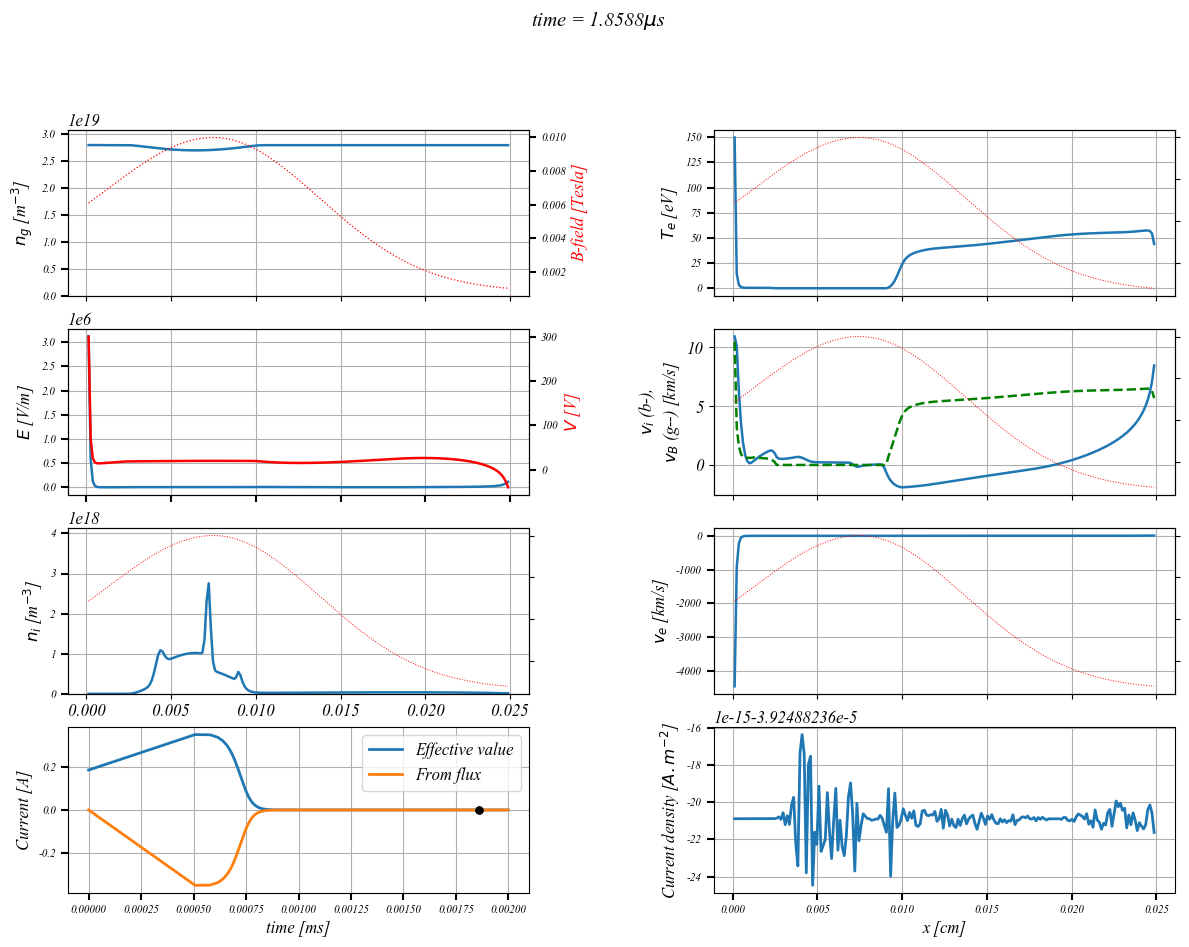 time = 1.8588μs
1e19
3.0
2.5
2.0
1.5
1.0
0.5
0.0
n_g [m^{-3}]
0.010
0.008
0.006
0.004
0.002
B-field [Tesla]
150
125
100
75
50
25
0
T_e [eV]
1e6
3.0
2.5
2.0
1.5
1.0
0.5
0.0
E [V/m]
300
200
100
0
V [V]
10
5
0
v_i (b-),
v_B (g--) [km/s]
1e18
4
3
2
1
0
n_i [m^{-3}]
0.000 0.005 0.010 0.015 0.020 0.025
0
-1000
-2000
-3000
-4000
v_e [km/s]
0.2
0.0
-0.2
Current [A]
Effective value
From flux
0.00000 0.00025 0.00050 0.00075 0.00100 0.00125 0.00150 0.00175 0.00200
time [ms]
1e-15-3.92488236e-5
-16
-18
-20
-22
-24
Current density [A.m^{-2}]
0.000 0.005 0.010 0.015 0.020 0.025
x [cm]